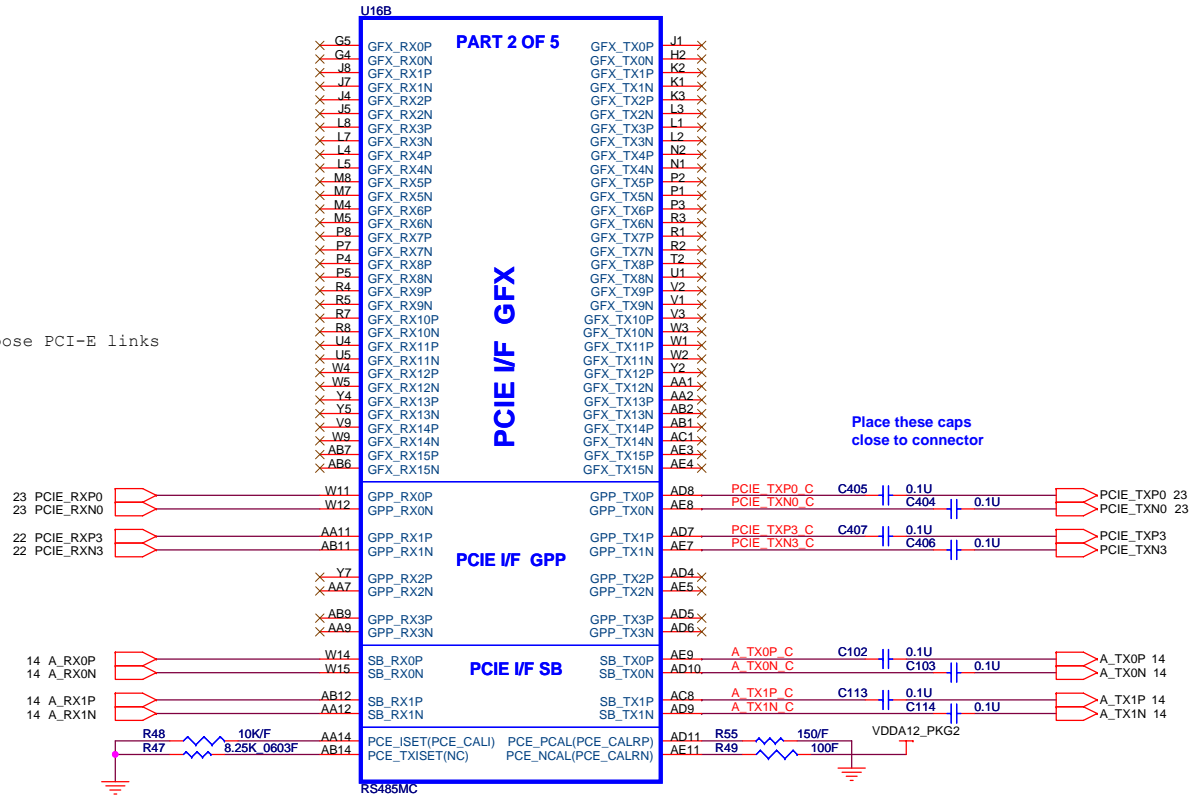 U16B
PART 2 OF 5
G5 GFX_RX0P GFX_TX0P J1
G4 GFX_RX0N GFX_TX0N H2
J8 GFX_RX1P GFX_TX1P K2
J7 GFX_RX1N GFX_TX1N K1
J4 GFX_RX2P GFX_TX2P K3
J5 GFX_RX2N GFX_TX2N L3
L8 GFX_RX3P GFX_TX3P L1
L7 GFX_RX3N GFX_TX3N L2
L4 GFX_RX4P GFX_TX4P N2
L5 GFX_RX4N GFX_TX4N N1
M8 GFX_RX5P GFX_TX5P P2
M7 GFX_RX5N GFX_TX5N P1
M4 GFX_RX6P GFX_TX6P P3
M5 GFX_RX6N GFX_TX6N R3
P8 GFX_RX7P GFX_TX7P R1
P7 GFX_RX7N GFX_TX7N R2
P4 GFX_RX8P GFX_TX8P T2
P5 GFX_RX8N GFX_TX8N U1
R4 GFX_RX9P GFX_TX9P V2
R5 GFX_RX9N GFX_TX9N V1
R7 GFX_RX10P GFX_TX10P V3
R8 GFX_RX10N GFX_TX10N W3
U4 GFX_RX11P GFX_TX11P W1
U5 GFX_RX11N GFX_TX11N W2
W4 GFX_RX12P GFX_TX12P Y2
W5 GFX_RX12N GFX_TX12N AA1
Y4 GFX_RX13P GFX_TX13P AA2
Y5 GFX_RX13N GFX_TX13N AB2
V9 GFX_RX14P GFX_TX14P AB1
W9 GFX_RX14N GFX_TX14N AC1
AB7 GFX_RX15P GFX_TX15P AE3
AB6 GFX_RX15N GFX_TX15N AE4
PCIE I/F GFX
ose PCI-E links
Place these caps
close to connector
23 PCIE_RXP0 W11 GPP_RX0P GPP_TX0P AD8 PCIE_TXP0_C C405 0.1U PCIE_TXP0 23
23 PCIE_RXN0 W12 GPP_RX0N GPP_TX0N AE8 PCIE_TXN0_C C404 0.1U PCIE_TXN0 23
22 PCIE_RXP3 AA11 GPP_RX1P GPP_TX1P AD7 PCIE_TXP3_C C407 0.1U PCIE_TXP3
22 PCIE_RXN3 AB11 GPP_RX1N GPP_TX1N AE7 PCIE_TXN3_C C406 0.1U PCIE_TXN3
PCIE I/F GPP
Y7 GPP_RX2P GPP_TX2P AD4
AA7 GPP_RX2N GPP_TX2N AE5
AB9 GPP_RX3P GPP_TX3P AD5
AA9 GPP_RX3N GPP_TX3N AD6
14 A_RX0P W14 SB_RX0P SB_TX0P AE9 A_TX0P_C C102 0.1U A_TX0P 14
14 A_RX0N W15 SB_RX0N SB_TX0N AD10 A_TX0N_C C103 0.1U A_TX0N 14
PCIE I/F SB
14 A_RX1P AB12 SB_RX1P SB_TX1P AC8 A_TX1P_C C113 0.1U A_TX1P 14
14 A_RX1N AA12 SB_RX1N SB_TX1N AD9 A_TX1N_C C114 0.1U A_TX1N 14
VDDA12_PKG2
R48 10K/F AA14 PCE_ISET(PCE_CALI) PCE_PCAL(PCE_CALRP) AD11 R55 150/F
R47 8.25K_0603F AB14 PCE_TXISET(NC) PCE_NCAL(PCE_CALRN) AE11 R49 100F
RS485MC